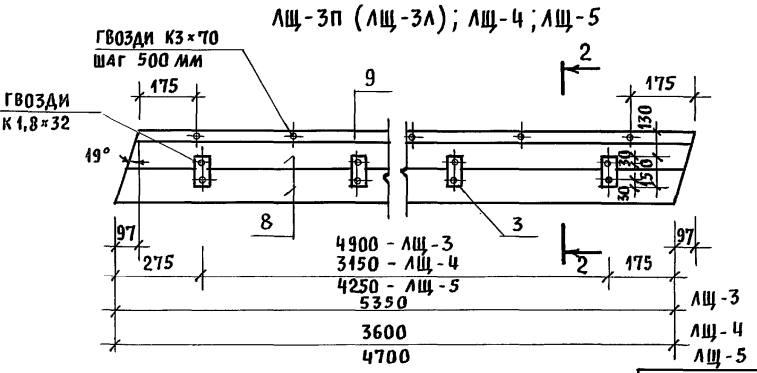 ЛЩ-3П (ЛЩ-3Л); ЛЩ-4; ЛЩ-5
ГВОЗДИ К3×70
ШАГ 500 ММ
2
175
9
175
ГВОЗДИ
К1,8×32
130
19°
30
150
30
97
8
3
97
275
4900 - ЛЩ-3
3150 - ЛЩ-4
4250 - ЛЩ-5
2
175
5350
ЛЩ-3
3600
ЛЩ-4
4700
ЛЩ-5